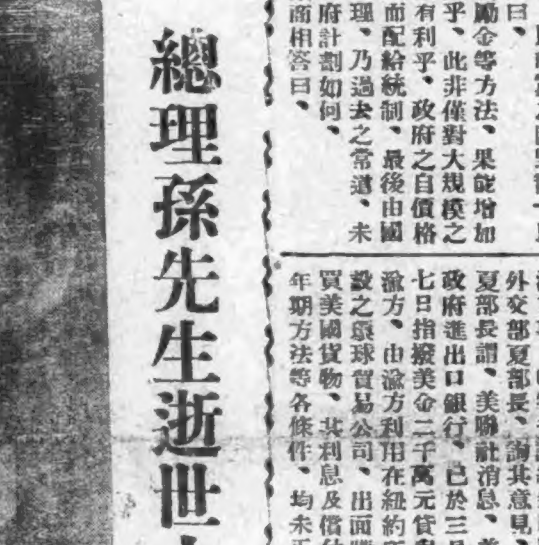 曰、
勵金等方法、果能增加
乎、此非僅對大規模之
有利乎、政府之自價格
而配給統制、最後由國
理、乃過去之常道、未
府計劃如何、
商相答曰、
外交部夏部長、詢其意見、
夏部長謂、美聯社消息、
政府進出口銀行、已於三月
七日指撥美金二千萬元貸
渝方、由渝方利用在紐約
設之環球貿易公司、出面購
買美國貨物、其利息及償付
年期方法等各條件、均未
總理孫先生逝世